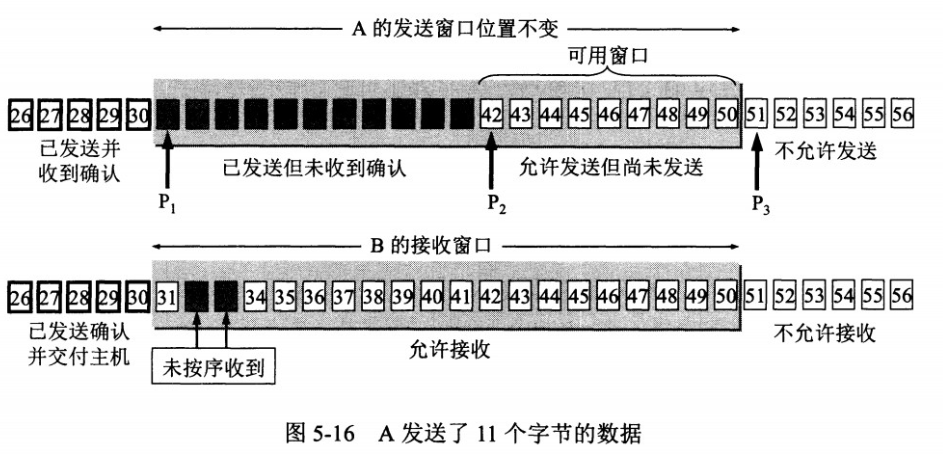 A 的发送窗口位置不变
可用窗口
26 27 28 29 30 42 43 44 45 46 47 48 49 50 51 52 53 54 55 56
已发送并
收到确认
已发送但未收到确认
允许发送但尚未发送
不允许发送
P1 P2 P3
B 的接收窗口
26 27 28 29 30 31 34 35 36 37 38 39 40 41 42 43 44 45 46 47 48 49 50 51 52 53 54 55 56
已发送确认
并交付主机
未按序收到
允许接收
不允许接收
图 5-16 A 发送了 11 个字节的数据